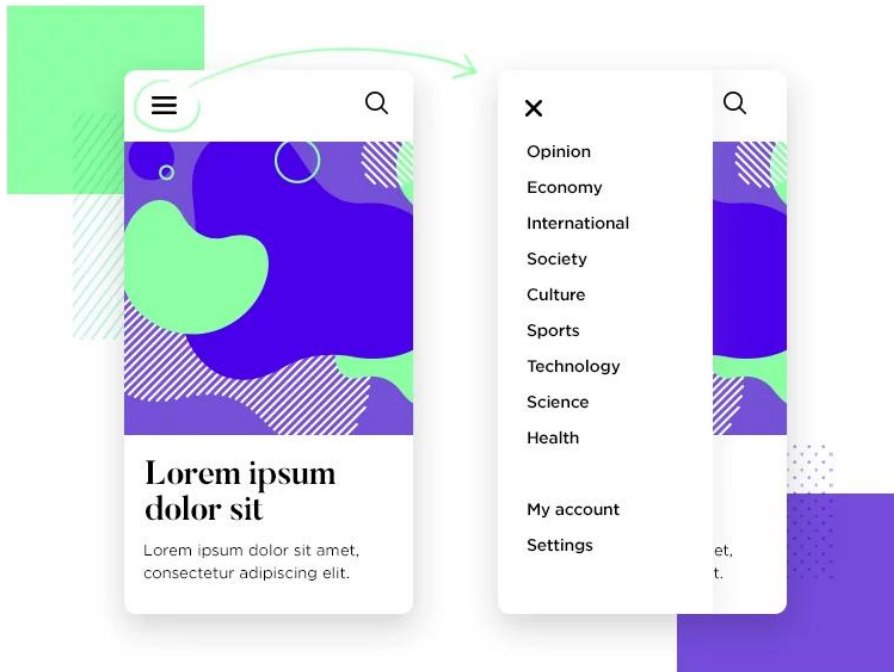 Lorem ipsum
dolor sit
Lorem ipsum dolor sit amet,
consectetur adipiscing elit.
Opinion
Economy
International
Society
Culture
Sports
Technology
Science
Health
My account
Settings
et,
t.